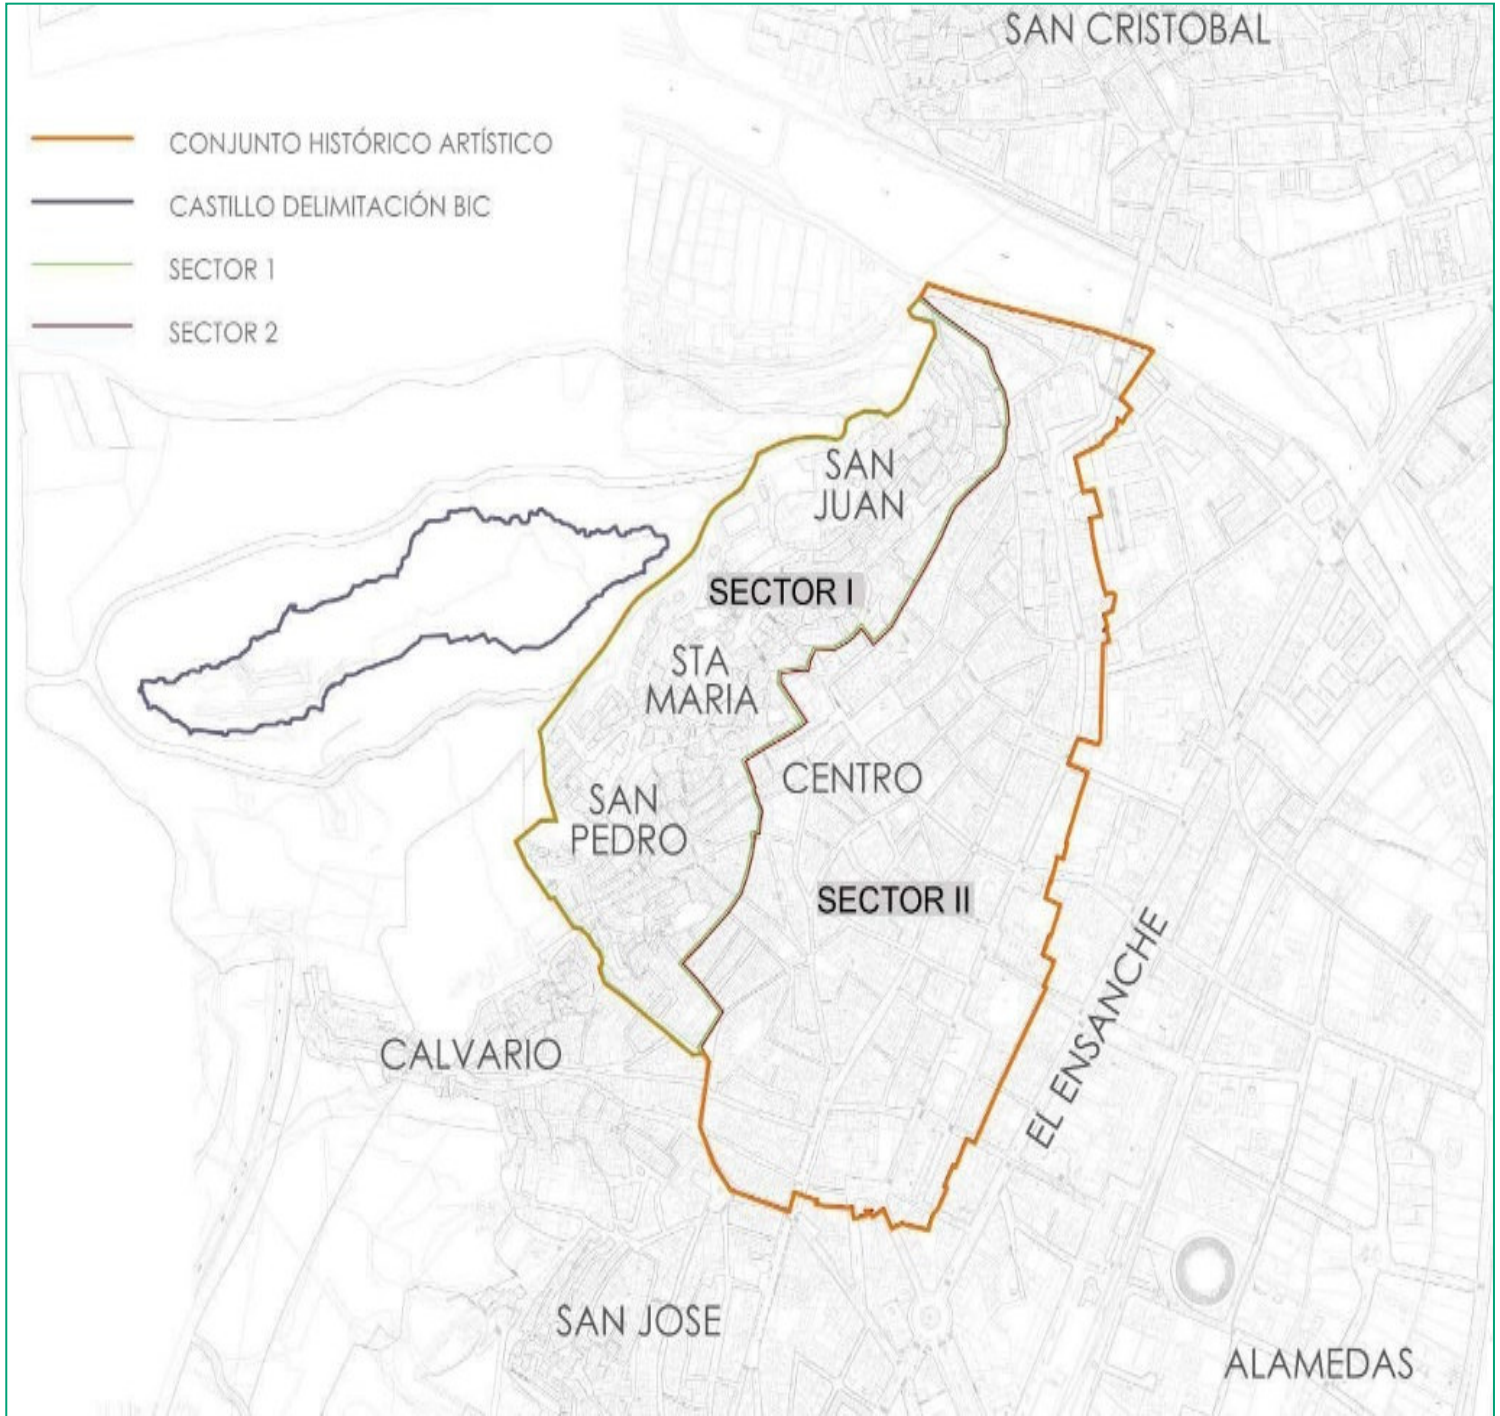 SAN CRISTOBAL
CONJUNTO HISTÓRICO ARTÍSTICO
CASTILLO DELIMITACIÓN BIC
SECTOR 1
SECTOR 2
SAN
JUAN
SECTOR I
STA
MARIA
CENTRO
SAN
PEDRO
SECTOR II
EL ENSANCHE
CALVARIO
SAN JOSE
ALAMEDAS